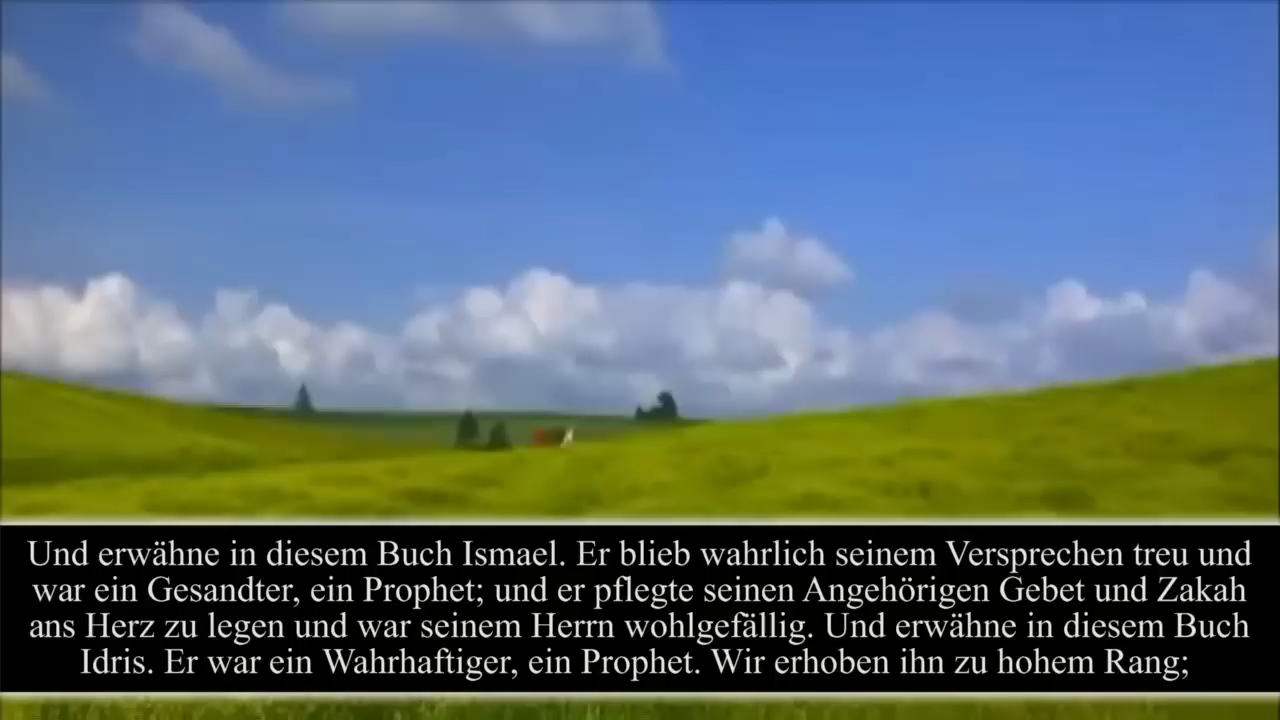 Und erwähne in diesem Buch Ismael. Er blieb wahrlich seinem Versprechen treu und
war ein Gesandter, ein Prophet; und er pflegte seinen Angehörigen Gebet und Zakah
ans Herz zu legen und war seinem Herrn wohlgefällig. Und erwähne in diesem Buch
Idris. Er war ein Wahrhaftiger, ein Prophet. Wir erhoben ihn zu hohem Rang;